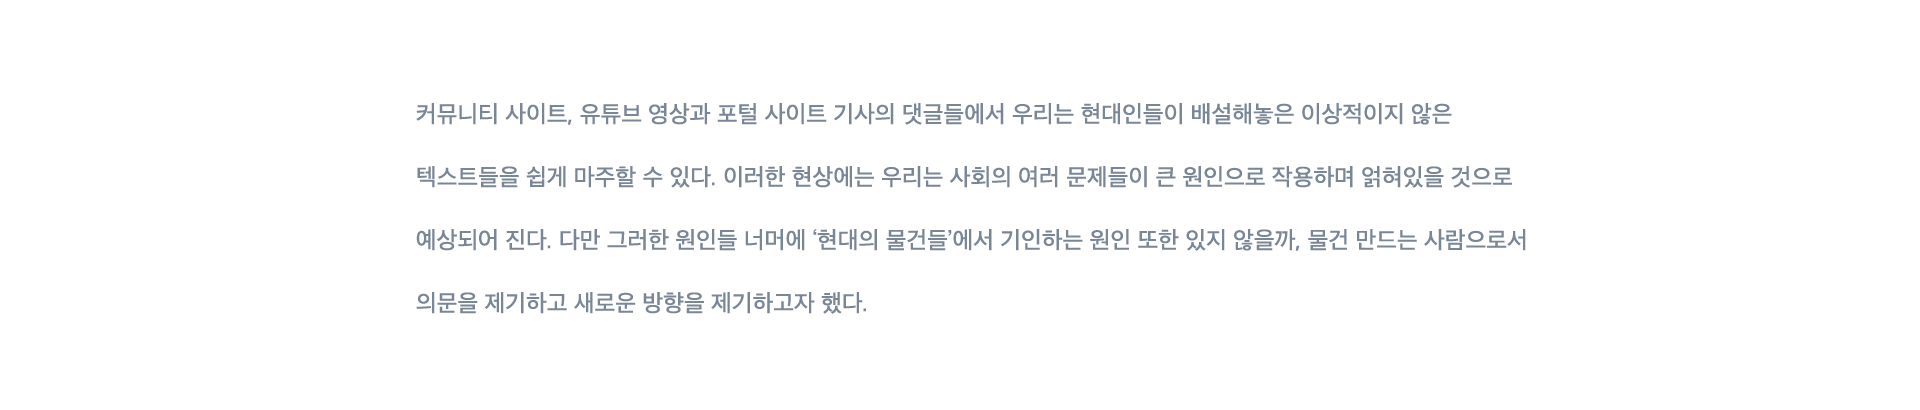 커뮤니티 사이트, 유튜브 영상과 포털 사이트 기사의 댓글들에서 우리는 현대인들이 배설해놓은 이상적이지 않은
텍스트들을 쉽게 마주할 수 있다. 이러한 현상에는 우리는 사회의 여러 문제들이 큰 원인으로 작용하며 얽혀있을 것으로
예상되어 진다. 다만 그러한 원인들 너머에 ‘현대의 물건들’에서 기인하는 원인 또한 있지 않을까, 물건 만드는 사람으로서
의문을 제기하고 새로운 방향을 제기하고자 했다.